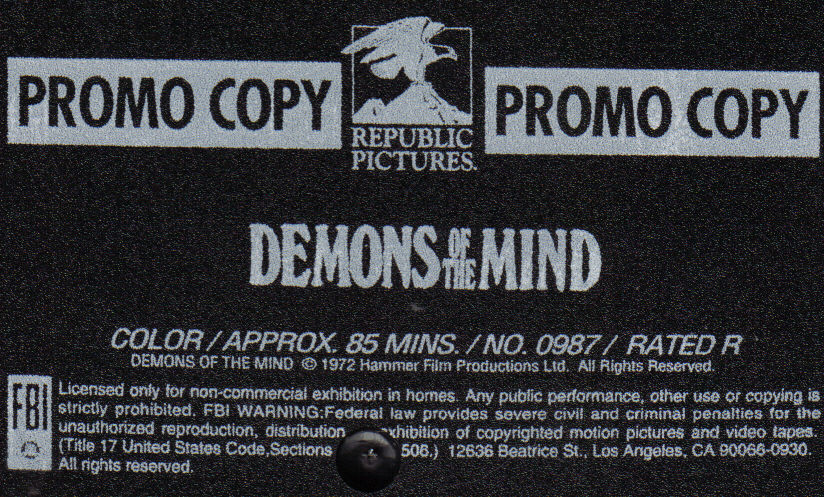 PROMO COPY
REPUBLIC
PICTURES.
PROMO COPY
DEMONS OF THE MIND
COLOR / APPROX. 85 MINS. / NO. 0987 / RATED R
DEMONS OF THE MIND © 1972 Hammer Film Productions Ltd. All Rights Reserved.
FBI
Licensed only for non-commercial exhibition in homes. Any public performance, other use or copying is
strictly prohibited. FBI WARNING:Federal law provides severe civil and criminal penalties for the
unauthorized reproduction, distribution exhibition of copyrighted motion pictures and video tapes.
(Title 17 United States Code,Sections 506.) 12636 Beatrice St., Los Angeles, CA 90066-0930.
All rights reserved.